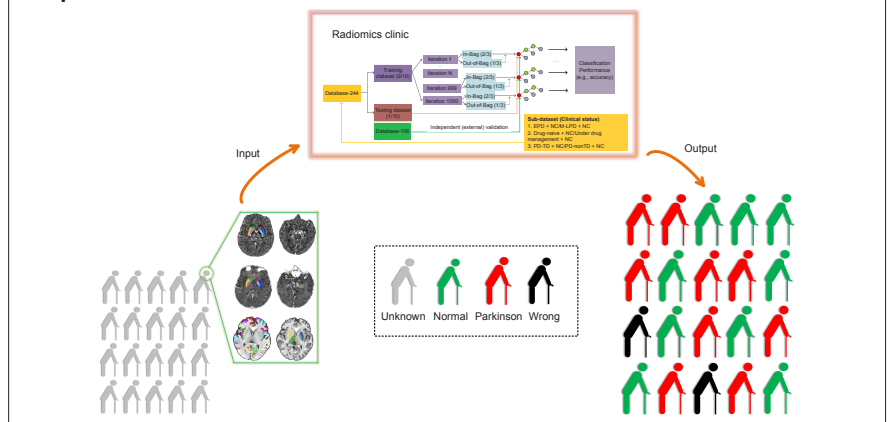 Radiomics clinic
Database-244
Training
dataset (9/10)
Iteration 1
Iteration N
Iteration 999
Iteration 1000
In-Bag (2/3)
Out-of-Bag (1/3)
In-Bag (2/3)
Out-of-Bag (1/3)
In-Bag (2/3)
Out-of-Bag (1/3)
...
Classification
Performance
(e.g., accuracy)
Testing dataset
(1/10)
Independent (external) validation
Sub-dataset (Clinical status)
1. EPD + NC/M-LPD + NC
2. Drug-naive + NC/Under drug
management + NC
3. PD-TD + NC/PD-nonTD + NC
Input
Output
Unknown Normal Parkinson Wrong